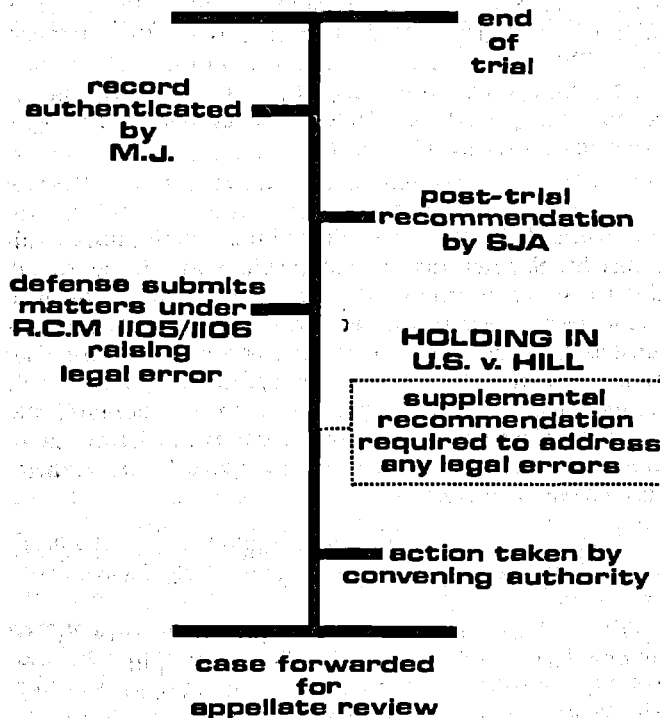 end
of
trial
record
authenticated
by
M.J.
post-trial
recommendation
by SJA
defense submits
matters under
R.C.M 1105/1106
raising
legal error
HOLDING IN
U.S. v. HILL
supplemental
recommendation
required to address
any legal errors
action taken by
convening authority
case forwarded
for
appellate review